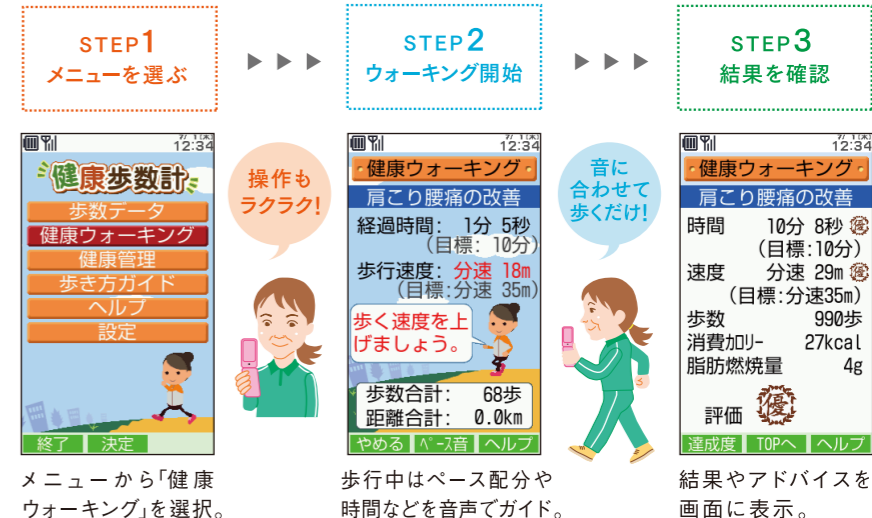 STEP1
メニューを選ぶ
▶ ▶ ▶
STEP2
ウォーキング開始
▶ ▶ ▶
STEP3
結果を確認
7/ 1(木)
12:34
健康歩数計
歩数データ
健康ウォーキング
健康管理
歩き方ガイド
ヘルプ
設定
終了 決定
操作も
ラクラク!
7/ 1(木)
12:34
健康ウォーキング
肩こり腰痛の改善
経過時間: 1分 5秒
(目標: 10分)
歩行速度: 分速 18m
(目標:分速 35m)
歩く速度を上
げましょう。
歩数合計: 68歩
距離合計: 0.0km
やめる ペース音 ヘルプ
音に
合わせて
歩くだけ!
7/ 1(木)
12:34
健康ウォーキング
肩こり腰痛の改善
時間 10分 8秒 優
(目標:10分)
速度 分速 29m 優
(目標:分速35m)
歩数 990歩
消費カロリー 27kcal
脂肪燃焼量 4g
評価 優
達成度 TOPへ ヘルプ
メニューから「健康
ウォーキング」を選択。
歩行中はペース配分や
時間などを音声でガイド。
結果やアドバイスを
画面に表示。